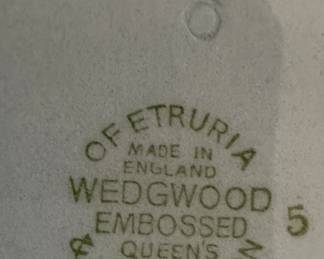 OF ETRURIA
MADE IN
ENGLAND
WEDGWOOD
EMBOSSED
QUEEN'S
5